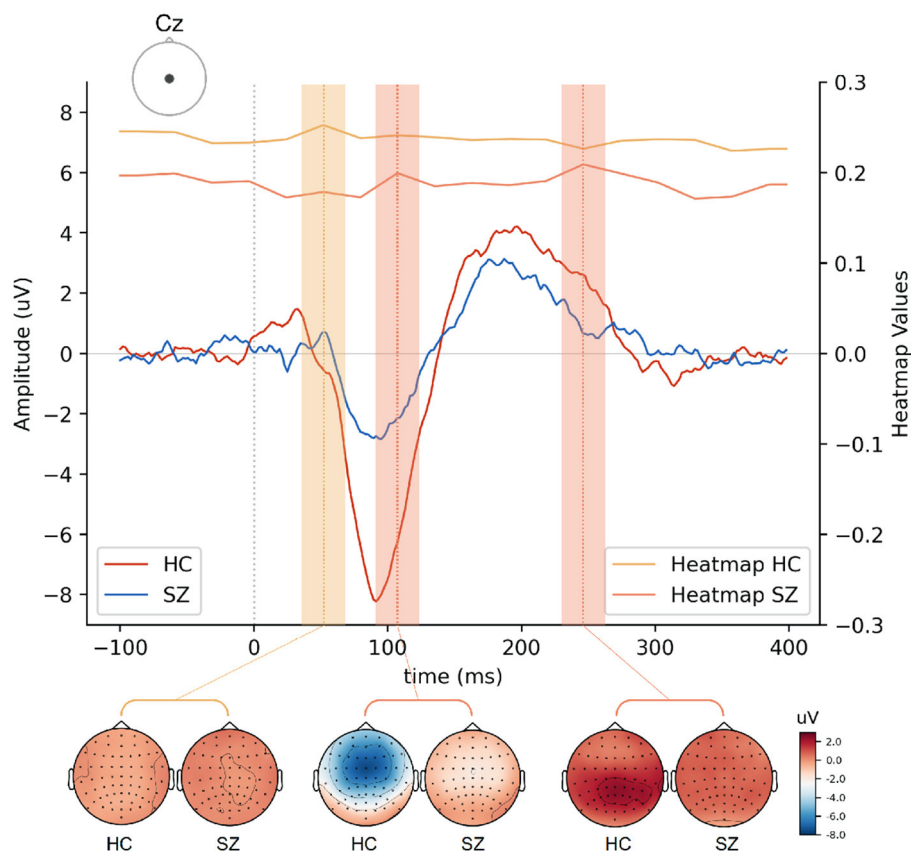 Cz
8
6
4
2
0
−2
−4
−6
−8
Amplitude (uV)
0.3
0.2
0.1
0.0
−0.1
−0.2
−0.3
Heatmap Values
HC
SZ
Heatmap HC
Heatmap SZ
−100
0
100
200
300
400
time (ms)
uV
2.0
0.0
-2.0
-4.0
-6.0
-8.0
HC
SZ
HC
SZ
HC
SZ